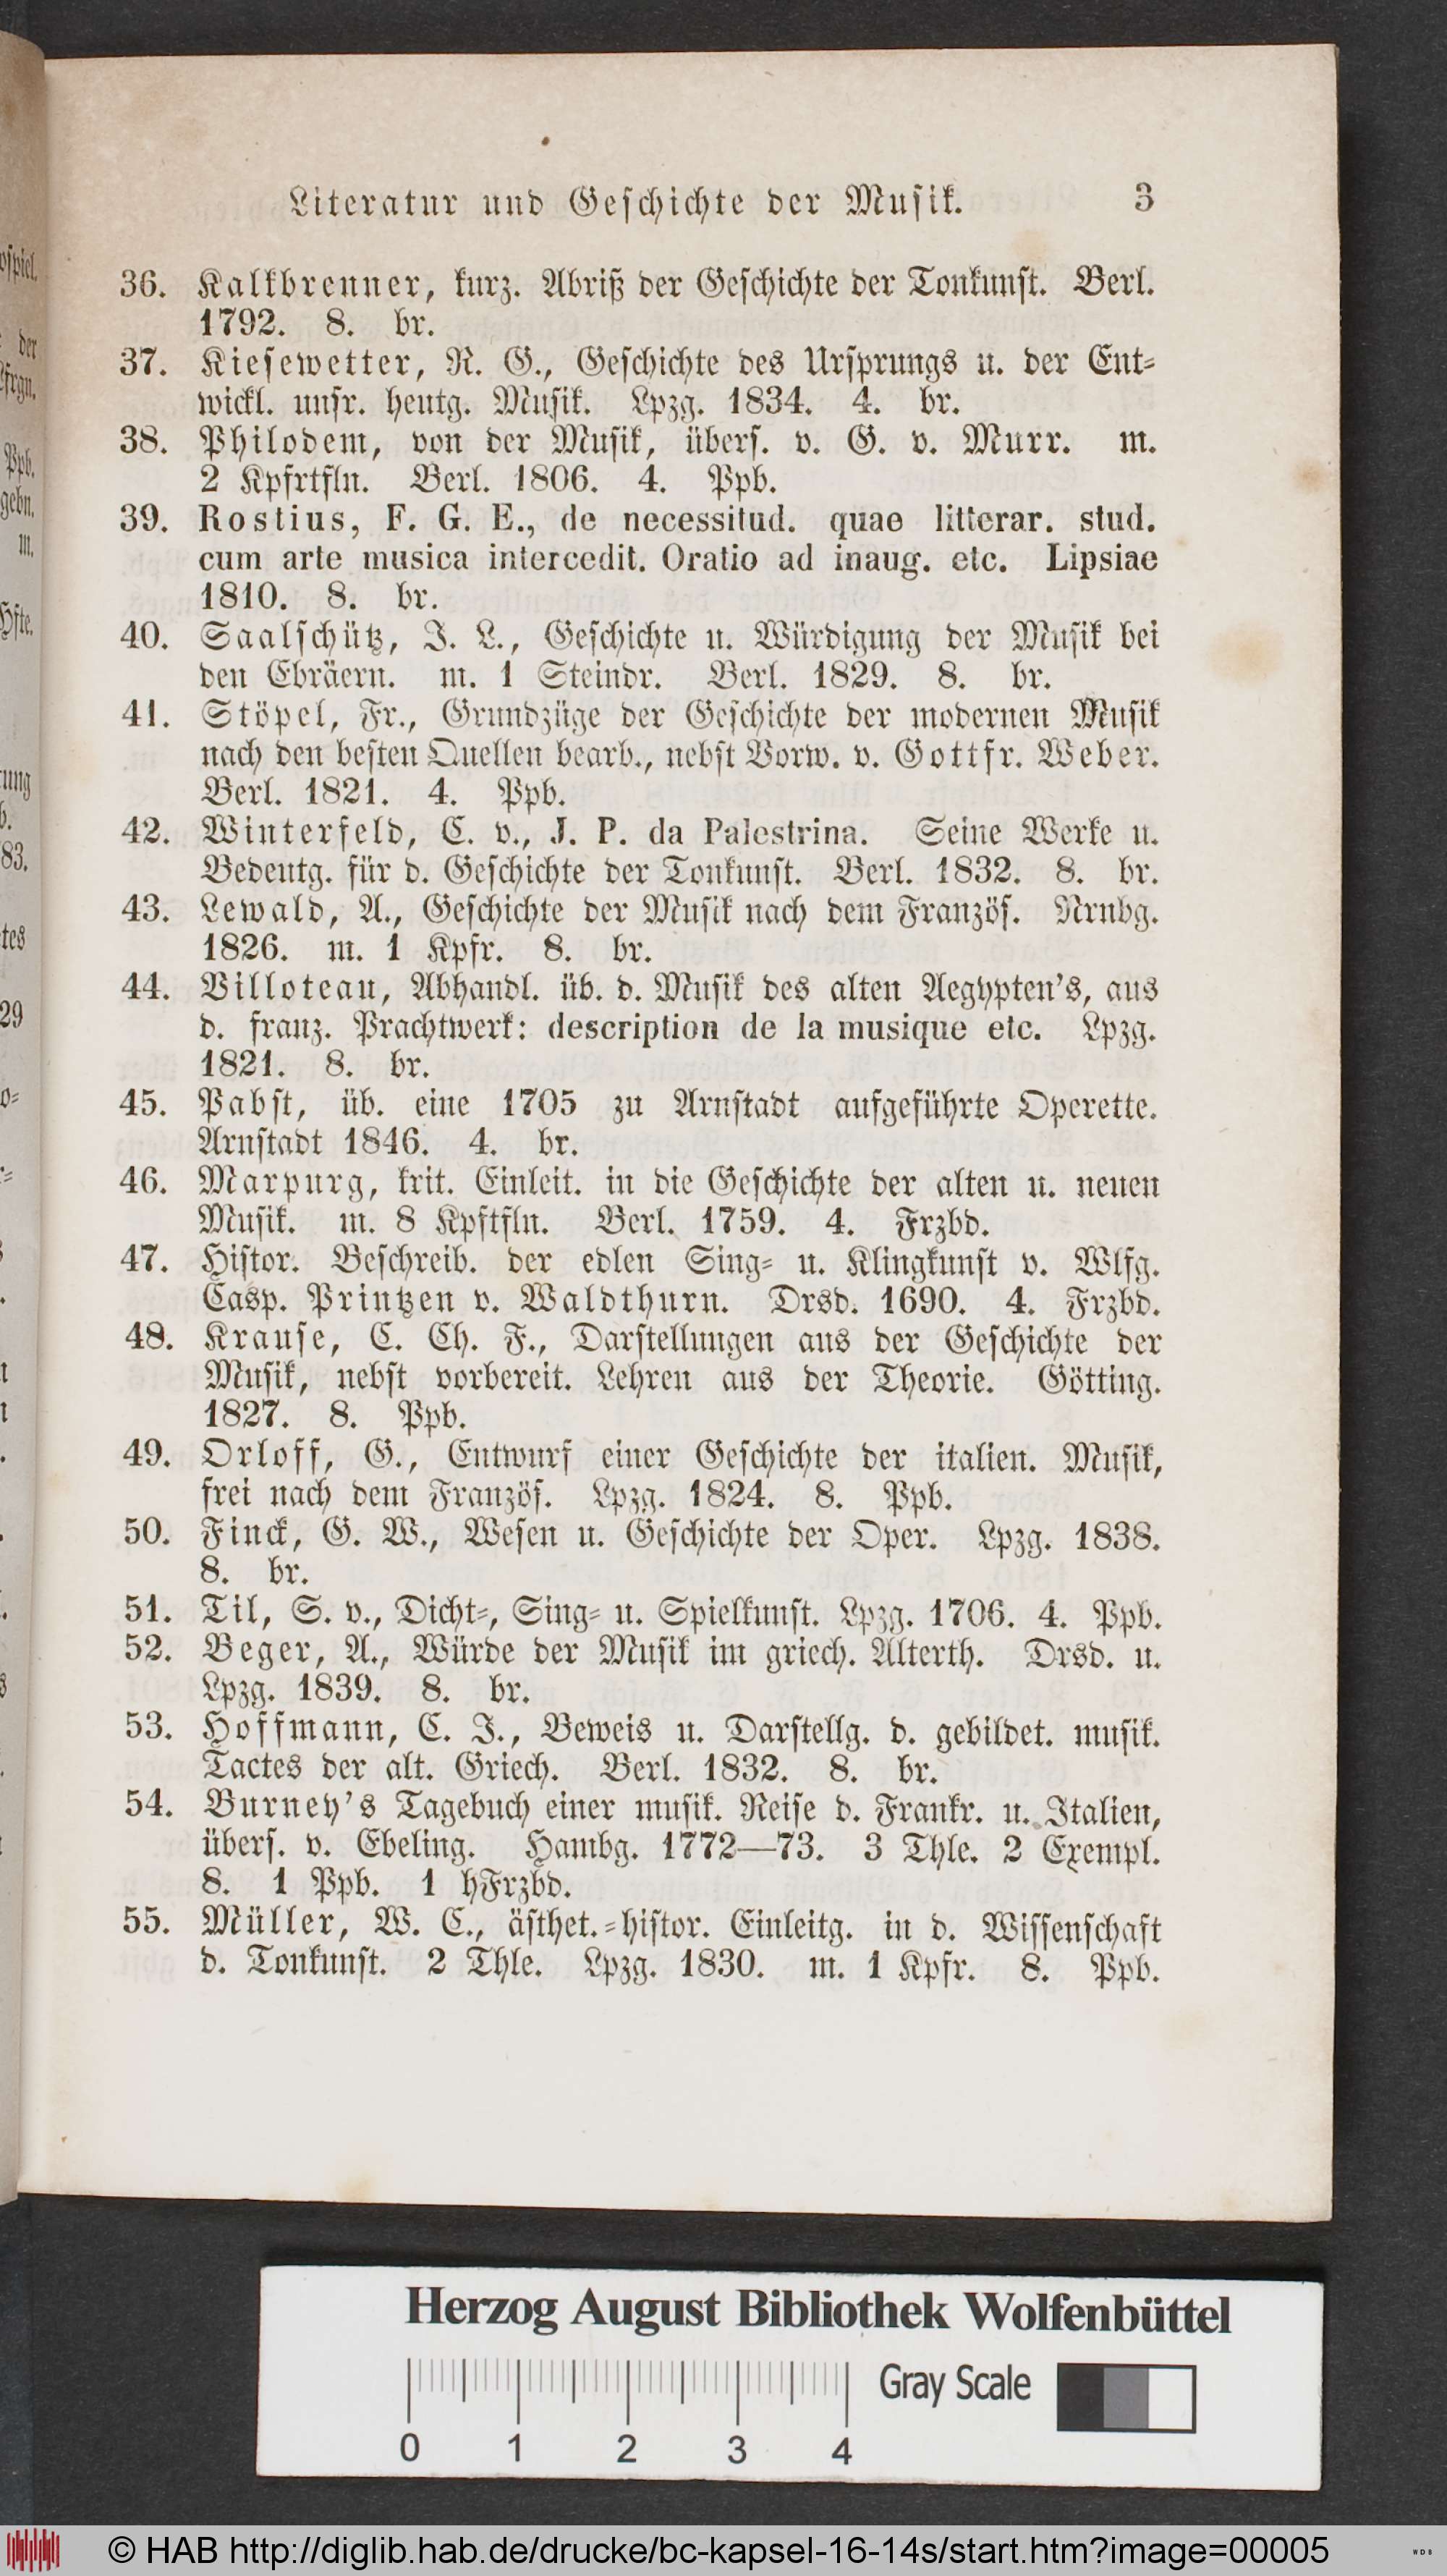 Literatur und Geschichte der Musik. 3
36. Kalkbrenner, kurz. Abriß der Geschichte der Tonkunst. Berl.
1792. 8. br.
37. Kiesewetter, R. G., Geschichte des Ursprungs u. der Ent-
wickl. unsr. heutg. Musik. Lpzg. 1834. 4. br.
38. Philodem, von der Musik, übers. v. G. v. Murr. m.
2 Kpfrtfln. Berl. 1806. 4. Ppb.
39. Rostius, F. G. E., de necessitud. quae litterar. stud.
cum arte musica intercedit. Oratio ad inaug. etc. Lipsiae
1810. 8. br.
40. Saalschütz, J. L., Geschichte u. Würdigung der Musik bei
den Ebräern. m. 1 Steindr. Berl. 1829. 8. br.
41. Stöpel, Fr., Grundzüge der Geschichte der modernen Musik
nach den besten Quellen bearb., nebst Vorw. v. Gottfr. Weber.
Berl. 1821. 4. Ppb.
42. Winterfeld, C. v., J. P. da Palestrina. Seine Werke u.
Bedeutg. für d. Geschichte der Tonkunst. Berl. 1832. 8. br.
43. Lewald, A., Geschichte der Musik nach dem Französ. Nrnbg.
1826. m. 1 Kpfr. 8. br.
44. Villoteau, Abhandl. üb. d. Musik des alten Aegypten's, aus
d. franz. Prachtwerk: description de la musique etc. Lpzg.
1821. 8. br.
45. Pabst, üb. eine 1705 zu Arnstadt aufgeführte Operette.
Arnstadt 1846. 4. br.
46. Marpurg, krit. Einleit. in die Geschichte der alten u. neuen
Musik. m. 8 Kpftfln. Berl. 1759. 4. Frzbd.
47. Histor. Beschreib. der edlen Sing- u. Klingkunst v. Wlfg.
Casp. Printzen v. Waldthurn. Drsd. 1690. 4. Frzbd.
48. Krause, C. Ch. F., Darstellungen aus der Geschichte der
Musik, nebst vorbereit. Lehren aus der Theorie. Götting.
1827. 8. Ppb.
49. Orloff, G., Entwurf einer Geschichte der italien. Musik,
frei nach dem Französ. Lpzg. 1824. 8. Ppb.
50. Finck, G. W., Wesen u. Geschichte der Oper. Lpzg. 1838.
8. br.
51. Til, S. v., Dicht-, Sing- u. Spielkunst. Lpzg. 1706. 4. Ppb.
52. Beger, A., Würde der Musik im griech. Alterth. Drsd. u.
Lpzg. 1839. 8. br.
53. Hoffmann, C. J., Beweis u. Darstellg. d. gebildet. musik.
Tactes der alt. Griech. Berl. 1832. 8. br.
54. Burney's Tagebuch einer musik. Reise d. Frankr. u. Italien,
übers. v. Ebeling. Hambg. 1772—73. 3 Thle. 2 Exempl.
8. 1 Ppb. 1 hFrzbd.
55. Müller, W. C., ästhet.-histor. Einleitg. in d. Wissenschaft
d. Tonkunst. 2 Thle. Lpzg. 1830. m. 1 Kpfr. 8. Ppb.
Herzog August Bibliothek Wolfenbüttel
Gray Scale
0 1 2 3 4
© HAB http://diglib.hab.de/drucke/bc-kapsel-16-14s/start.htm?image=00005